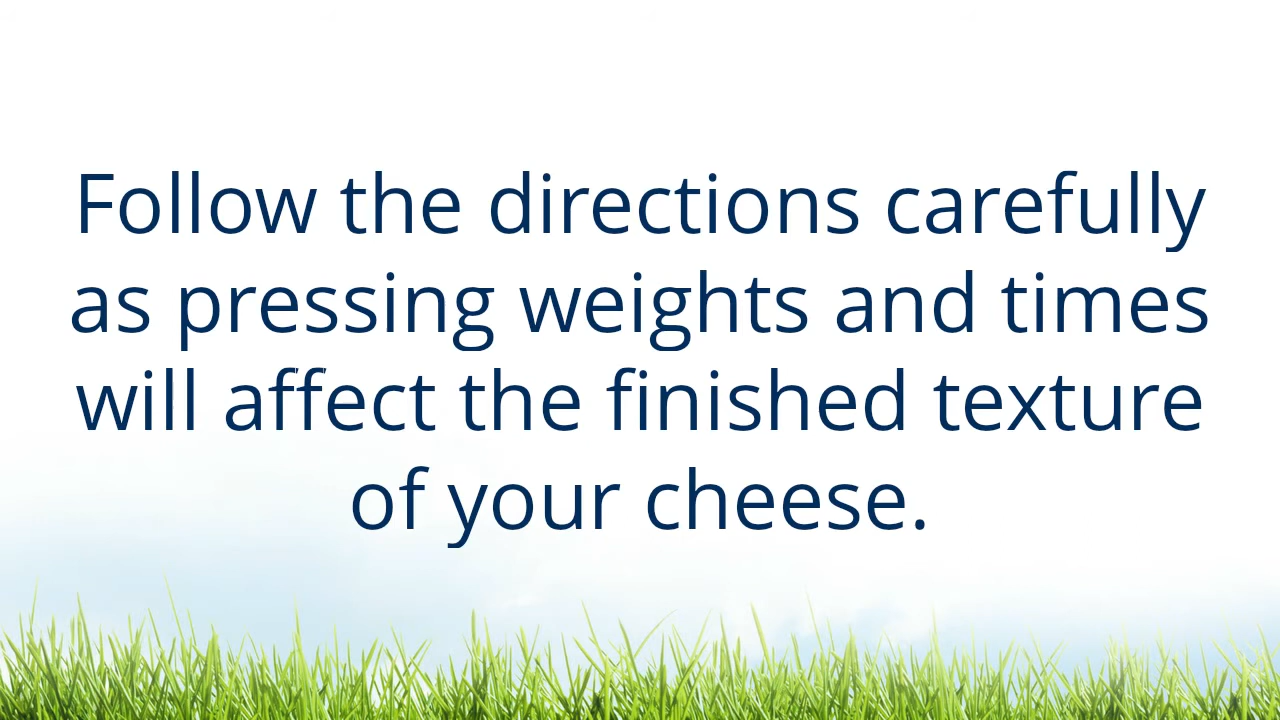 Follow the directions carefully
as pressing weights and times
will affect the finished texture
of your cheese.